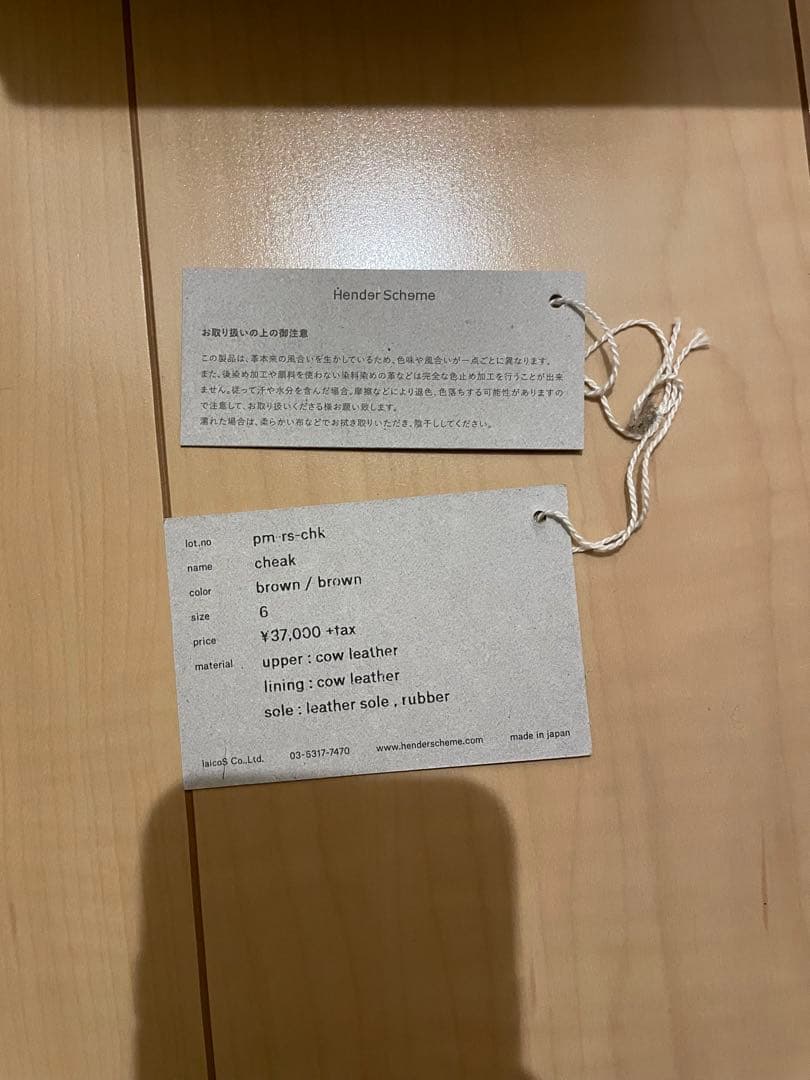 Hender Scheme
お取り扱いの上の御注意
この製品は、革本来の風合いを生かしているため、色味や風合いが一点ごとに異なります。
また、後染め加工や顔料を使わない染料染めの革などは完全な色止め加工を行うことが出来
ません。従って汗や水分を含んだ場合、摩擦などにより退色、色落ちする可能性がありますの
で注意して、お取り扱いくださる様お願い致します。
濡れた場合は、柔らかい布などでお拭き取りいただき、陰干ししてください。
lot.no pm-rs-chk
name cheak
color brown / brown
size 6
price ¥37,000 +tax
material upper : cow leather
lining : cow leather
sole : leather sole , rubber
laicoS Co.,Ltd. 03-5317-7470 www.henderscheme.com made in japan